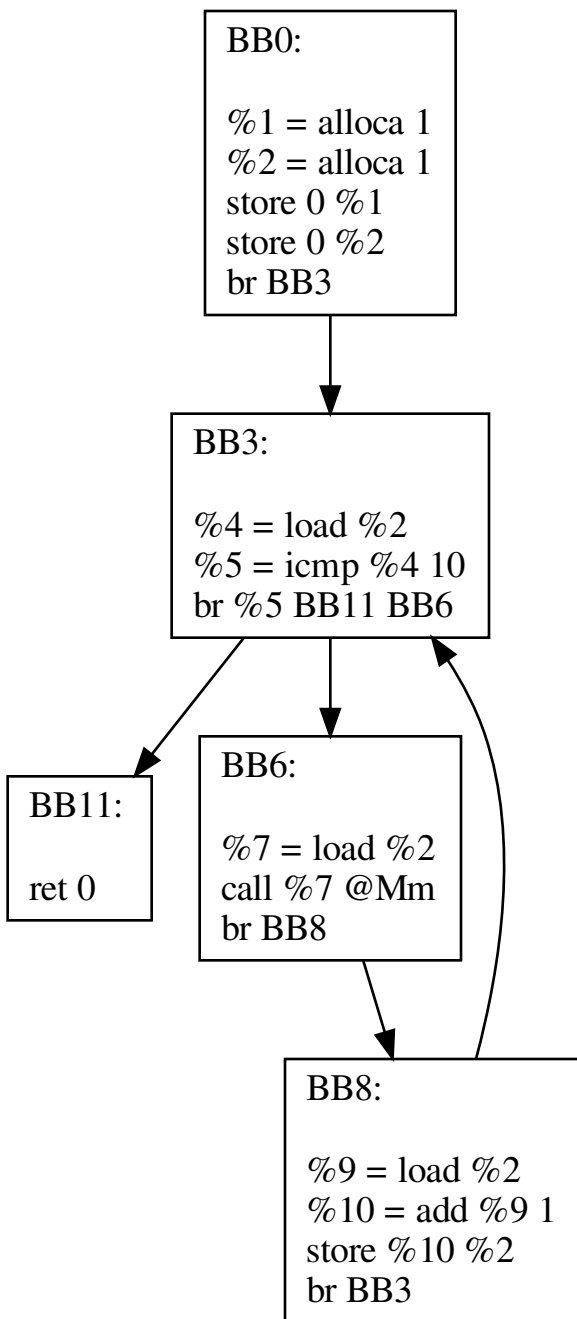 BB0:
%1 = alloca 1
%2 = alloca 1
store 0 %1
store 0 %2
br BB3
BB3:
%4 = load %2
%5 = icmp %4 10
br %5 BB11 BB6
BB11:
ret 0
BB6:
%7 = load %2
call %7 @Mm
br BB8
BB8:
%9 = load %2
%10 = add %9 1
store %10 %2
br BB3